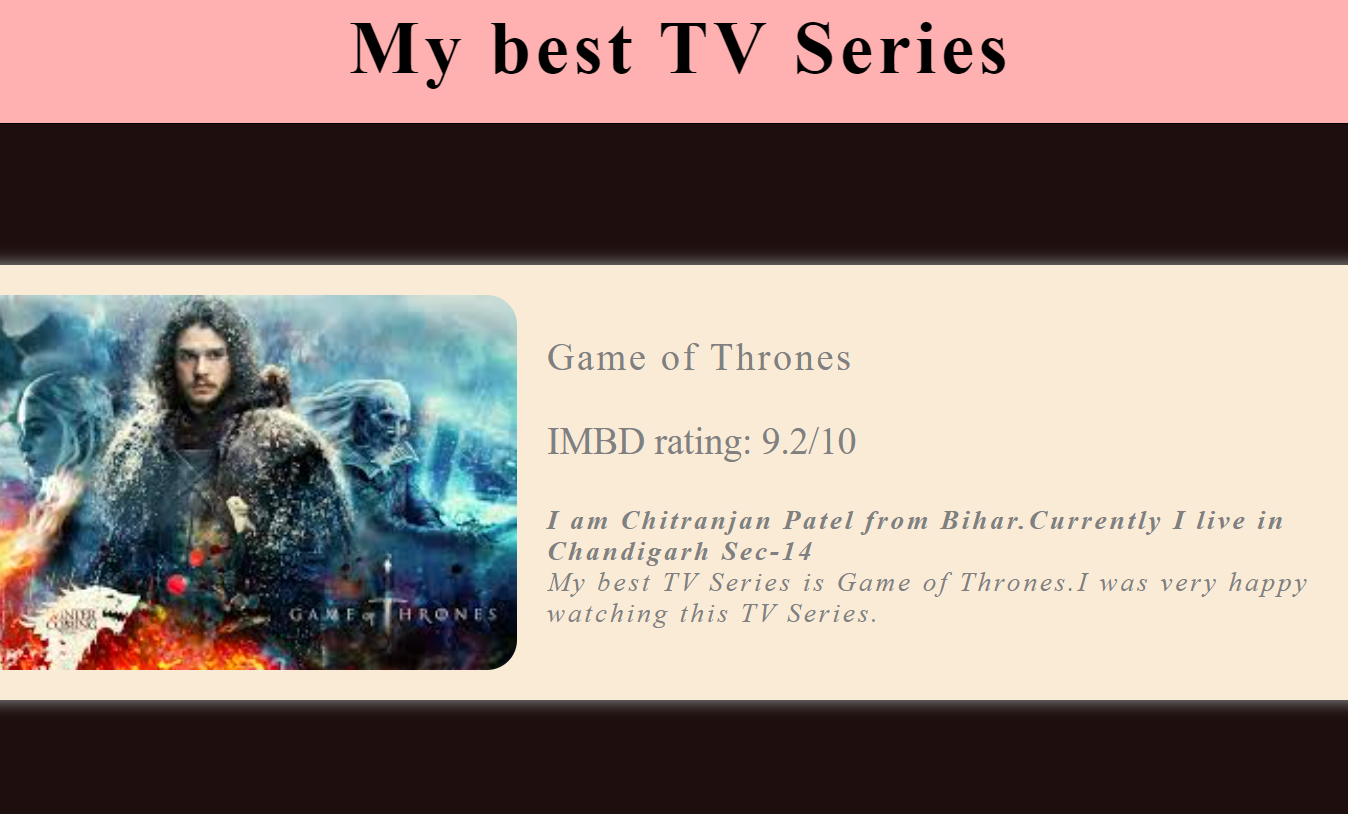 My best TV Series
Game of Thrones
IMBD rating: 9.2/10
I am Chitranjan Patel from Bihar.Currently I live in
Chandigarh Sec-14
My best TV Series is Game of Thrones.I was very happy
watching this TV Series.
WINTER
COMING
GAME of THRONES